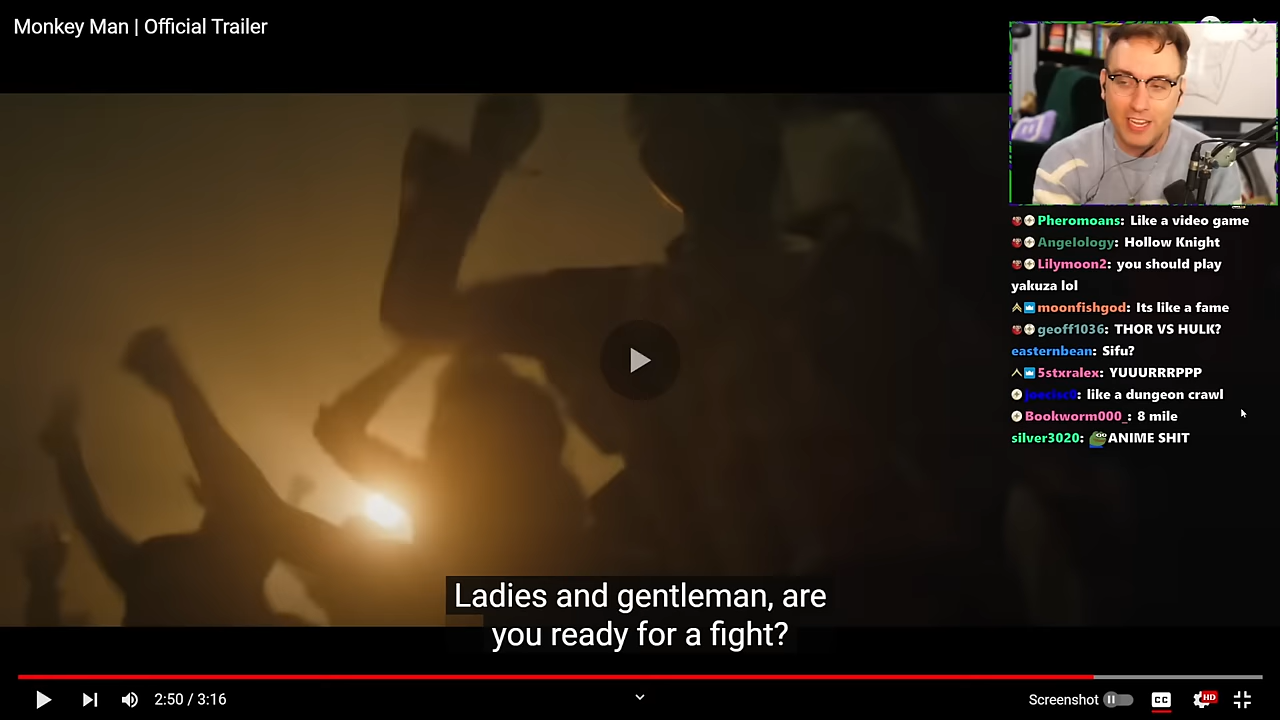 Monkey Man | Official Trailer
Pheromoans: Like a video game
Angelology: Hollow Knight
Lilymoon2: you should play
yakuza lol
moonfishgod: Its like a fame
geoff1036: THOR VS HULK?
easternbean: Sifu?
5stxralex: YUUURRRPPP
: like a dungeon crawl
Bookworm000_: 8 mile
silver3020: ANIME SHIT
Ladies and gentleman, are
you ready for a fight?
2:50 / 3:16
Screenshot
CC
HD